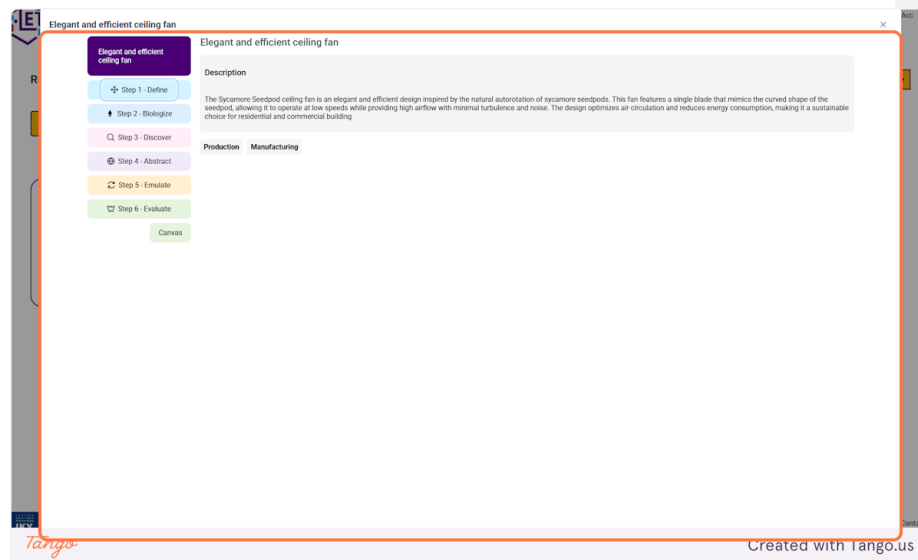 Elegant and efficient ceiling fan
Elegant and efficient
ceiling fan
Step 1 - Define
Step 2 - Biologize
Step 3 - Discover
Step 4 - Abstract
Step 5 - Emulate
Step 6 - Evaluate
Canvas
Elegant and efficient ceiling fan
Description
The Sycamore Seedpod ceiling fan is an elegant and efficient design inspired by the natural autorotation of sycamore seedpods. This fan features a single blade that mimics the curved shape of the
seedpod, allowing it to operate at low speeds while providing high airflow with minimal turbulence and noise. The design optimizes air circulation and reduces energy consumption, making it a sustainable
choice for residential and commercial building
Production Manufacturing
Tango
Created with Tango.us